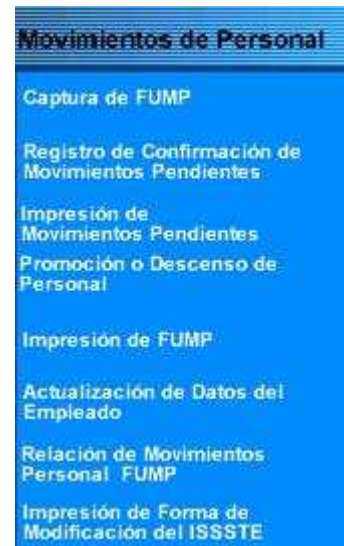 Movimientos de Personal
Captura de FUMP
Registro de Confirmación de
Movimientos Pendientes
Impresión de
Movimientos Pendientes
Promoción o Descenso de
Personal
Impresión de FUMP
Actualización de Datos del
Empleado
Relación de Movimientos
Personal FUMP
Impresión de Forma de
Modificación del ISSSTE